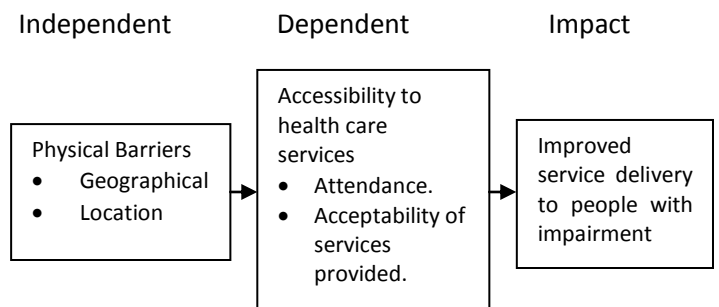 Independent
Dependent
Impact
Physical Barriers
• Geographical
• Location
Accessibility to
health care
services
• Attendance.
• Acceptability of
services
provided.
Improved
service delivery
to people with
impairment